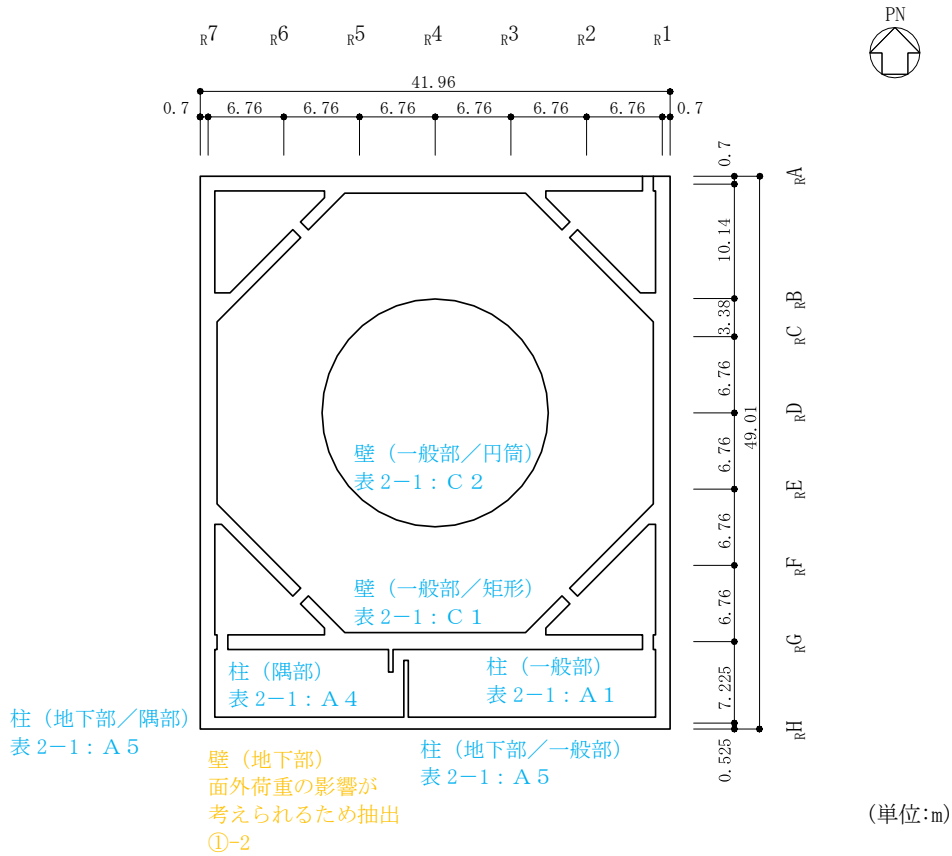 R7 R6 R5 R4 R3 R2 R1
PN
41.96
0.7 6.76 6.76 6.76 6.76 6.76 6.76 0.7
0.7
10.14
3.38
6.76
6.76
6.76
6.76
7.225
0.525
49.01
RA
RB
RC
RD
RE
RF
RG
RH
壁（一般部／円筒）
表2-1：C2
壁（一般部／矩形）
表2-1：C1
柱（隅部）
表2-1：A4
柱（一般部）
表2-1：A1
柱（地下部／隅部）
表2-1：A5
柱（地下部／一般部）
表2-1：A5
壁（地下部）
面外荷重の影響が
考えられるため抽出
①-2
(単位:m)